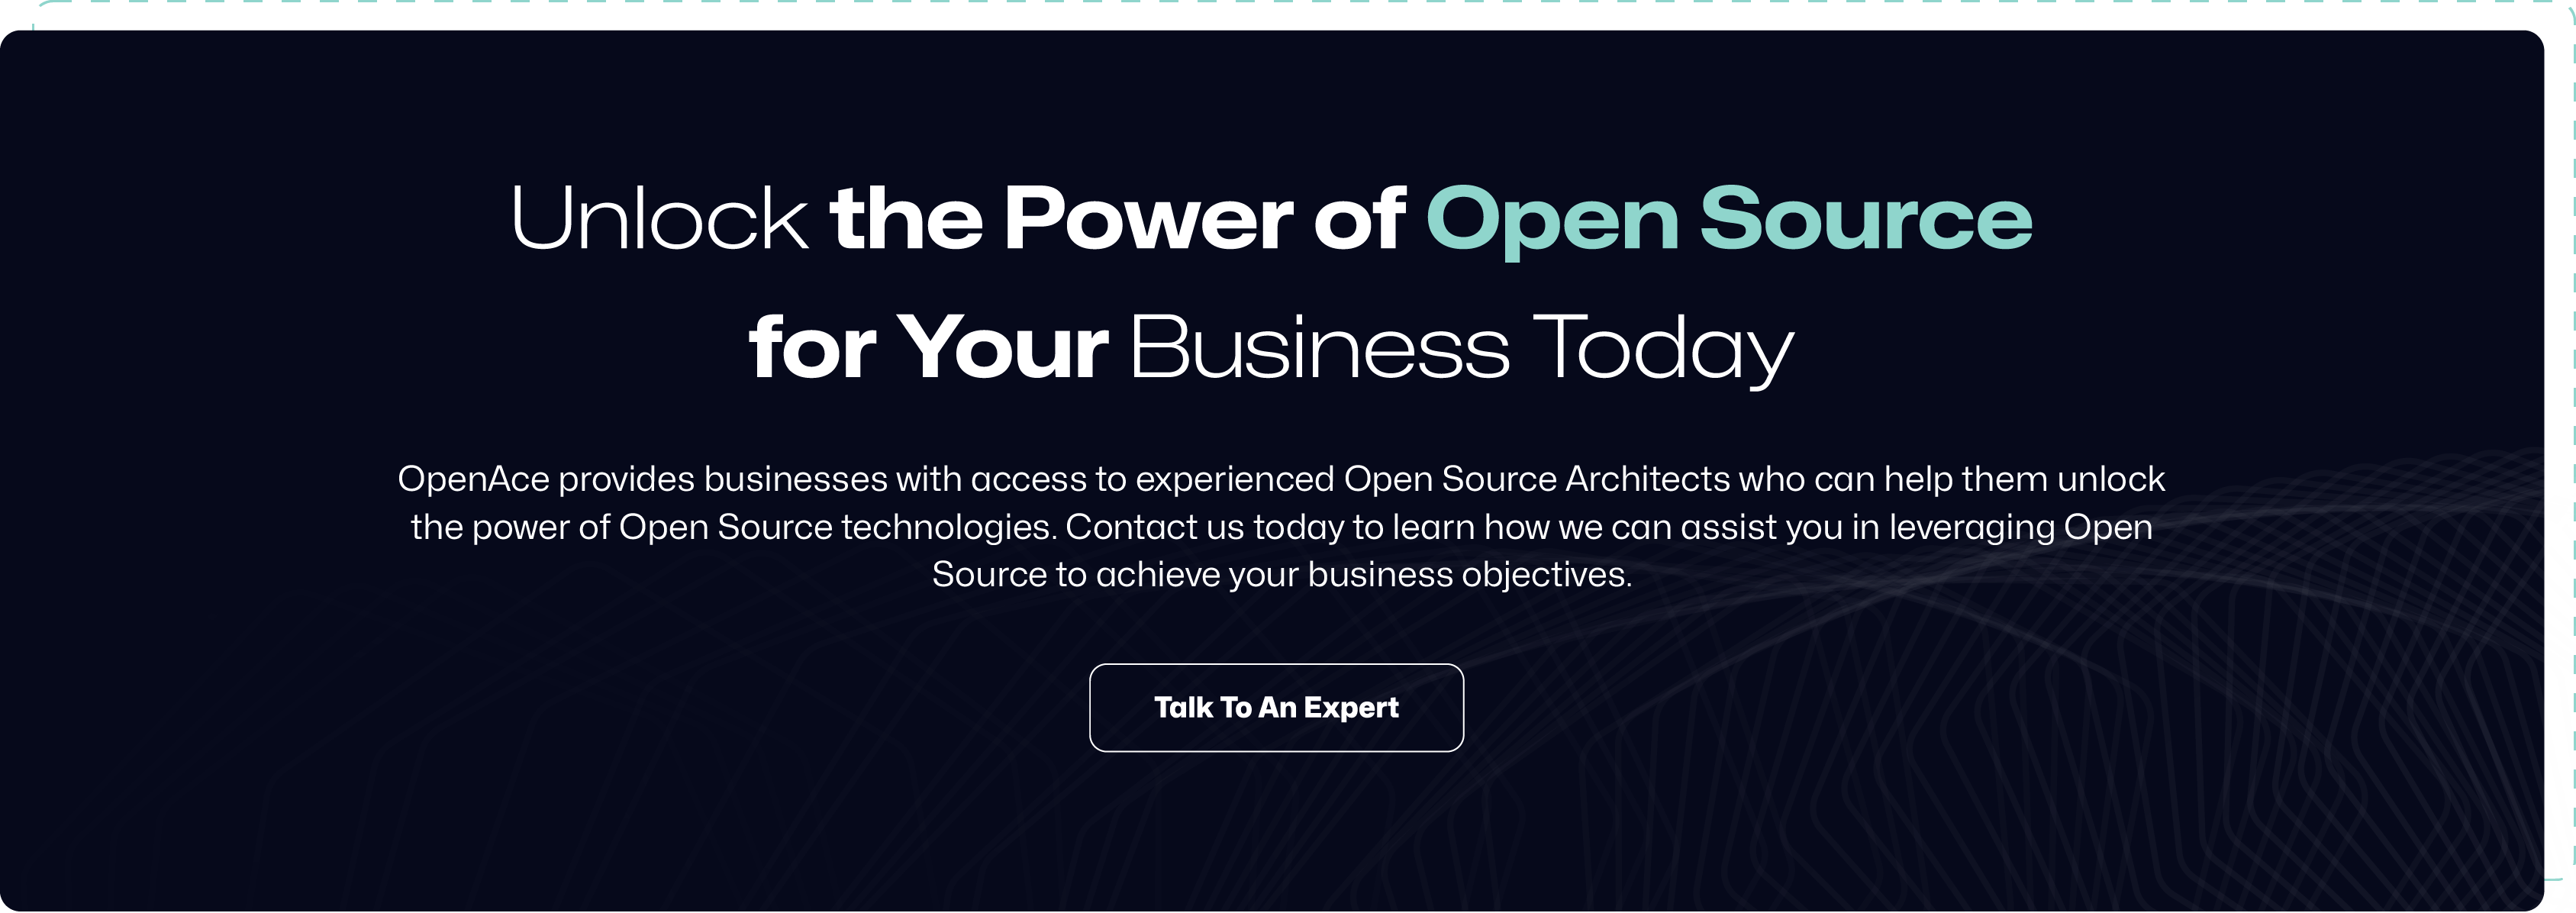 Unlock the Power of Open Source
for Your Business Today
OpenAce provides businesses with access to experienced Open Source Architects who can help them unlock
the power of Open Source technologies. Contact us today to learn how we can assist you in leveraging Open
Source to achieve your business objectives.
Talk To An Expert